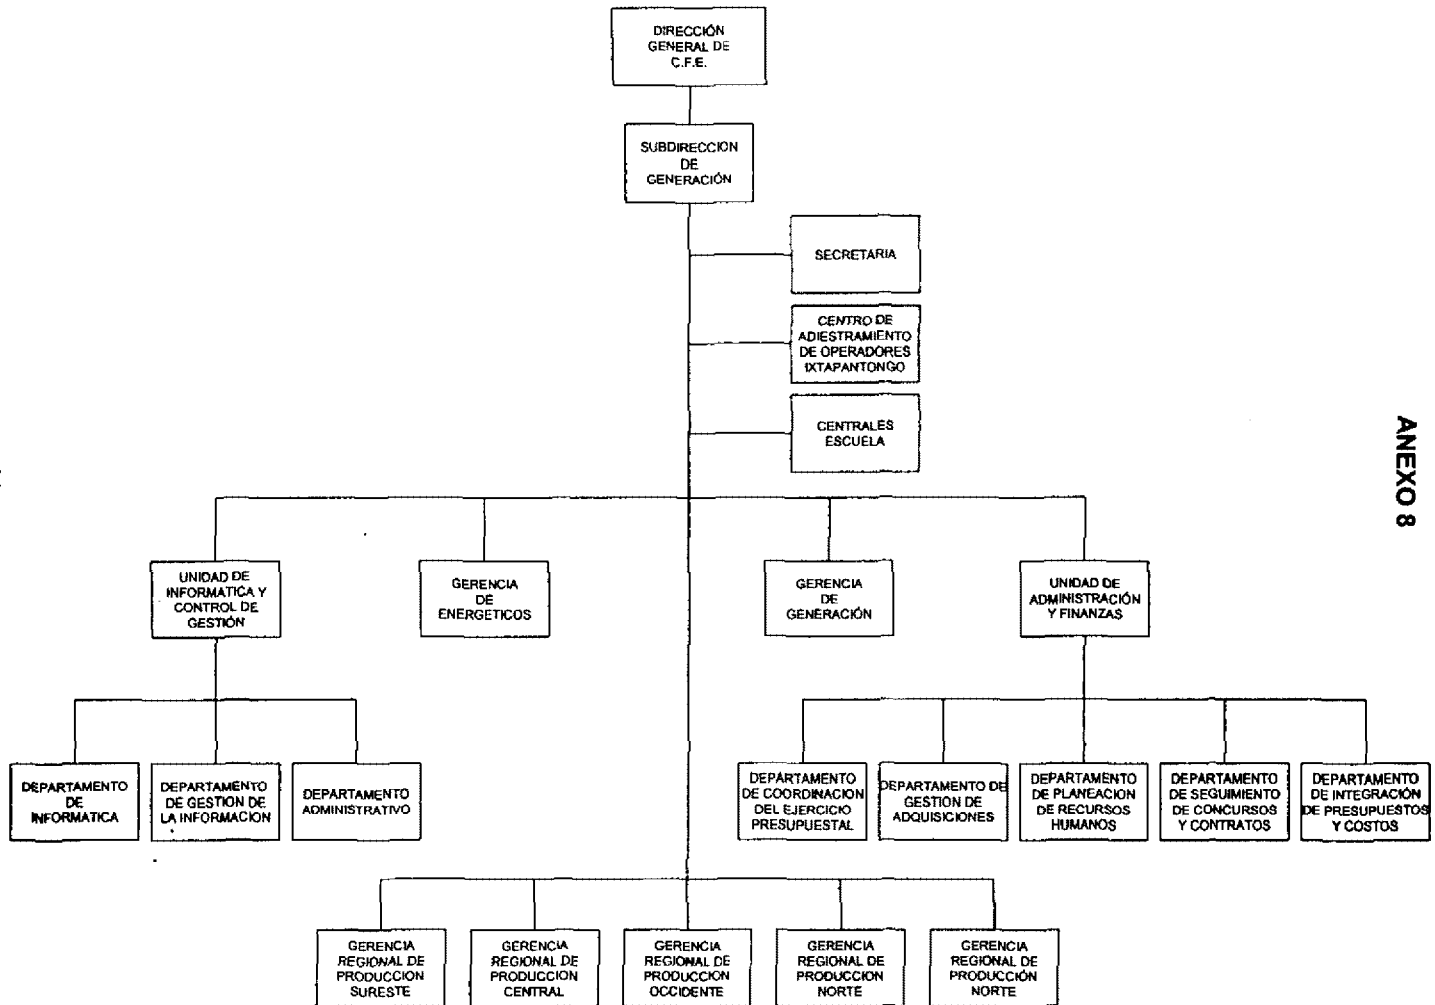 DIRECCIÓN
GENERAL DE
C.F.E.
SUBDIRECCION
DE
GENERACIÓN
SECRETARIA
CENTRO DE
ADIESTRAMIENTO
DE OPERADORES
IXTAPANTONGO
CENTRALES
ESCUELA
ANEXO 8
UNIDAD DE
INFORMATICA Y
CONTROL DE
GESTIÓN
GERENCIA
DE
ENERGETICOS
GERENCIA
DE
GENERACIÓN
UNIDAD DE
ADMINISTRACIÓN
Y FINANZAS
DEPARTAMENTO
DE
INFORMATICA
DEPARTAMENTO
DE GESTION DE
LA INFORMACION
DEPARTAMENTO
ADMINISTRATIVO
DEPARTAMENTO
DE COORDINACION
DEL EJERCICIO
PRESUPUESTAL
DEPARTAMENTO DE
GESTION DE
ADQUISICIONES
DEPARTAMENTO
DE PLANEACION
DE RECURSOS
HUMANOS
DEPARTAMENTO
DE SEGUIMIENTO
DE CONCURSOS
Y CONTRATOS
DEPARTAMENTO
DE INTEGRACIÓN
DE PRESUPUESTOS
Y COSTOS
GERENCIA
REGIONAL DE
PRODUCCION
SURESTE
GERENCIA
REGIONAL DE
PRODUCCION
CENTRAL
GERENCIA
REGIONAL DE
PRODUCCION
OCCIDENTE
GERENCIA
REGIONAL DE
PRODUCCION
NORTE
GERENCIA
REGIONAL DE
PRODUCCIÓN
NORTE